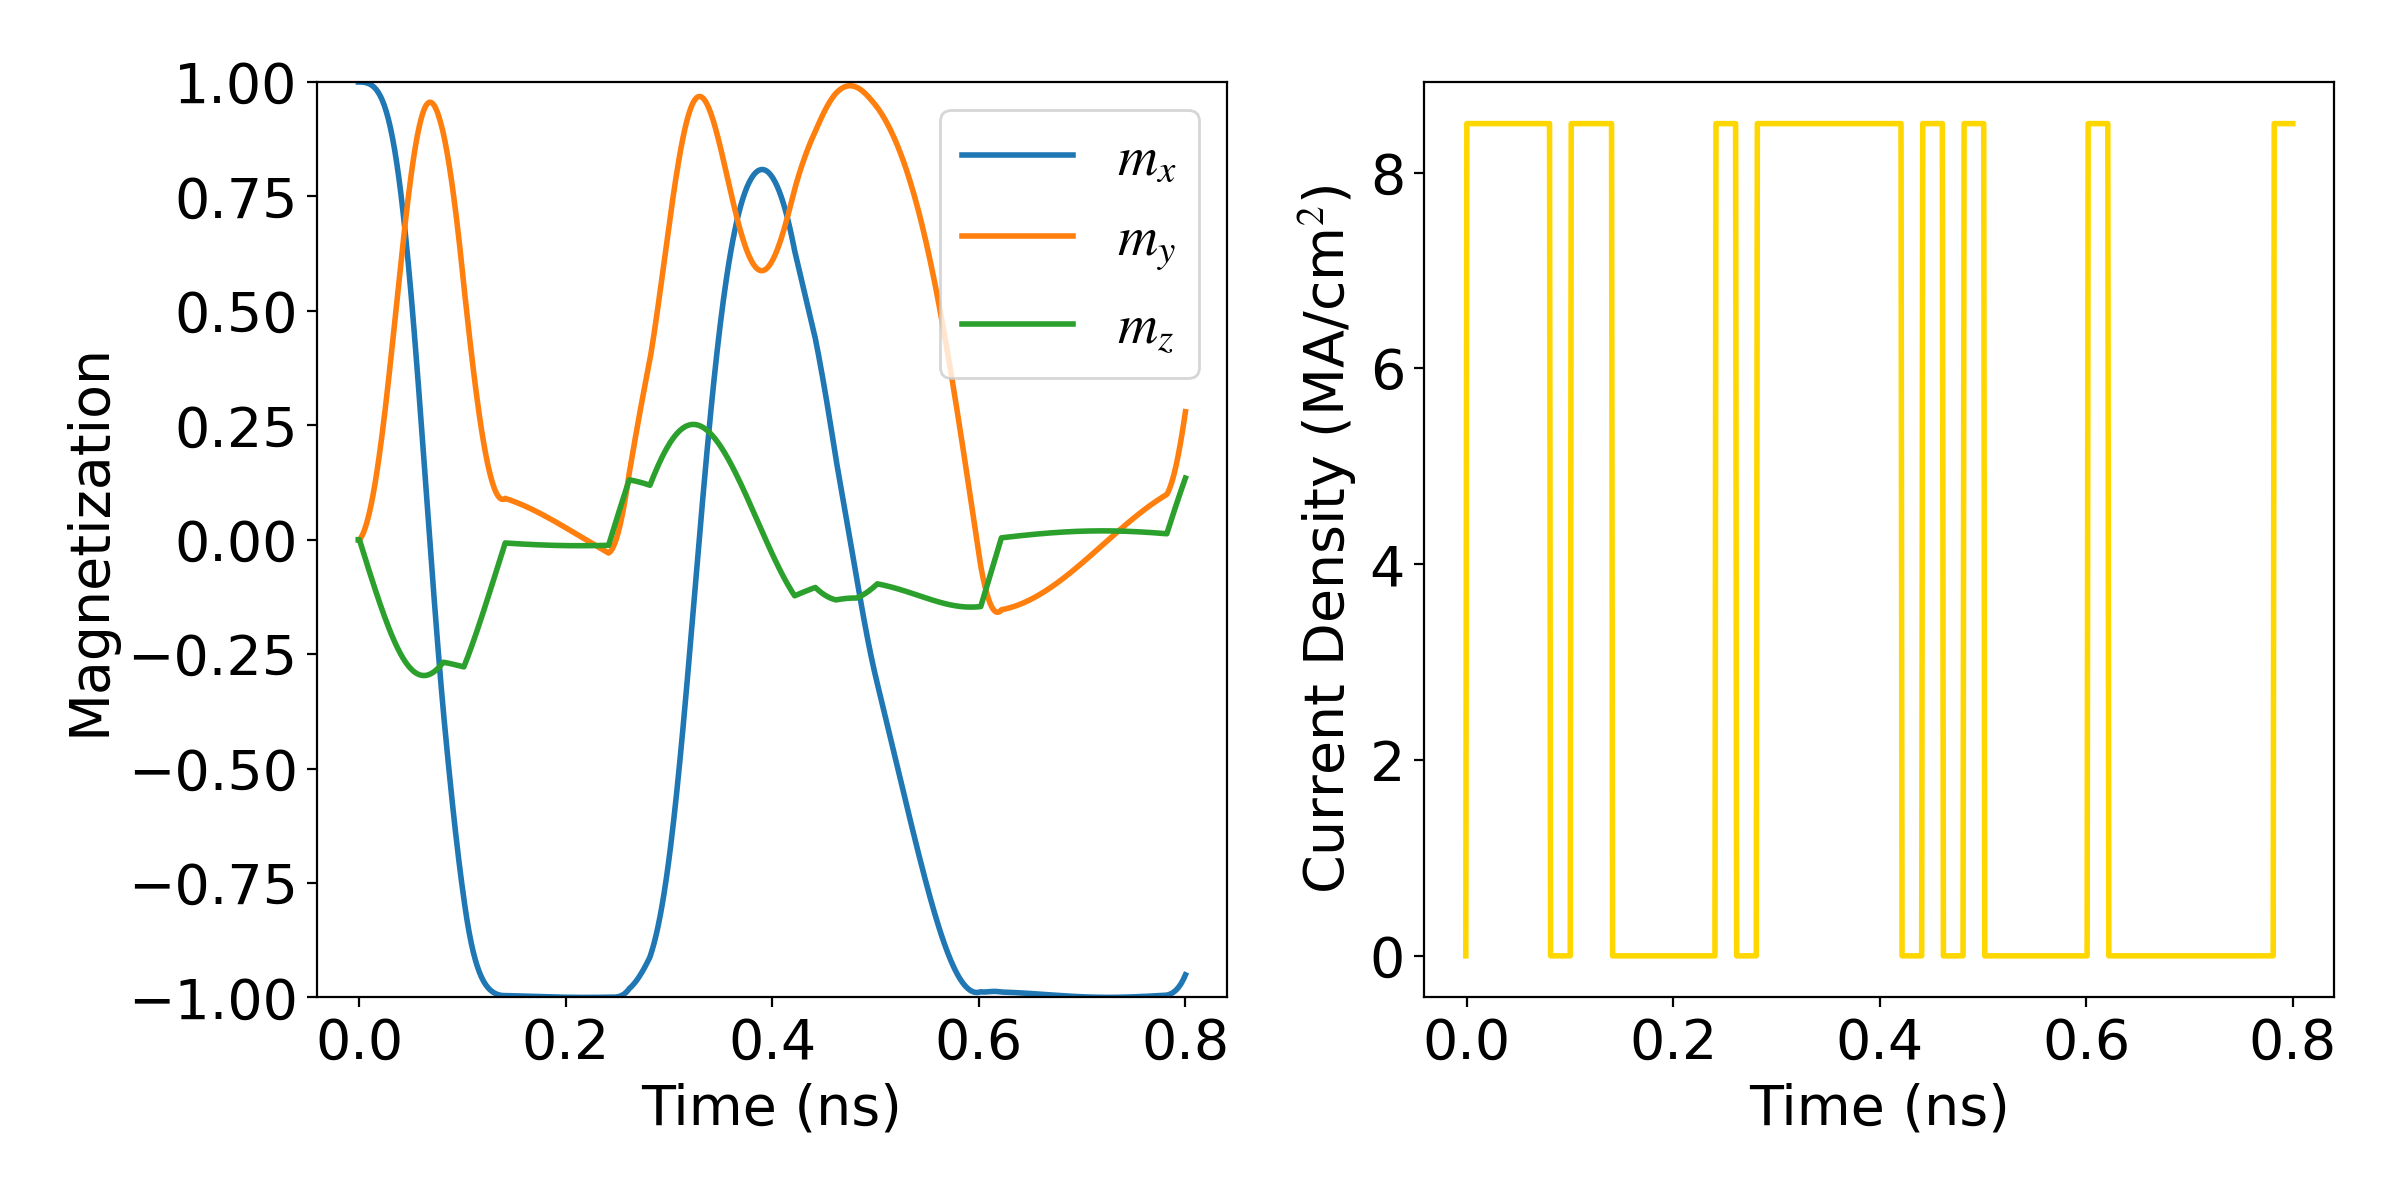 Magnetization
1.00
0.75
0.50
0.25
0.00
−0.25
−0.50
−0.75
−1.00
0.0 0.2 0.4 0.6 0.8
Time (ns)
m_x
m_y
m_z
Current Density (MA/cm²)
8
6
4
2
0
0.0 0.2 0.4 0.6 0.8
Time (ns)